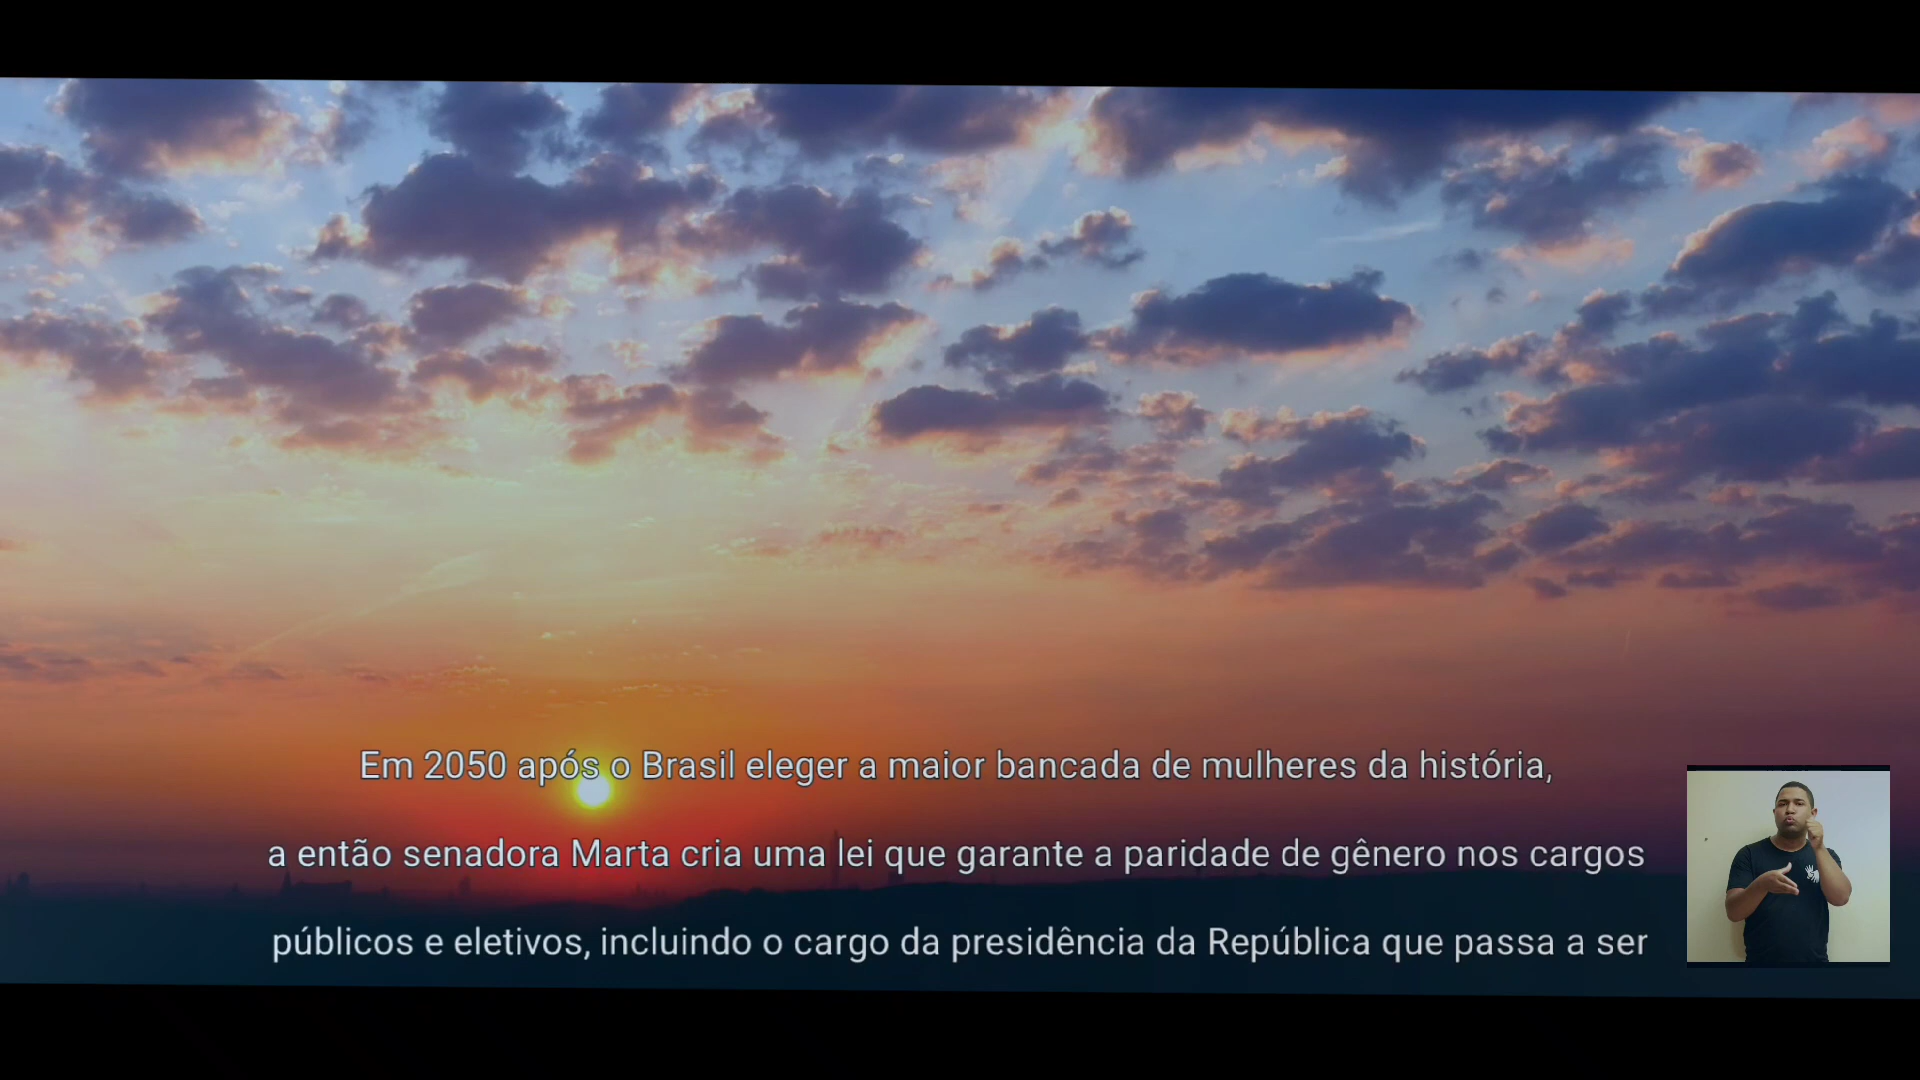 Em 2050 após o Brasil eleger a maior bancada de mulheres da história,
a então senadora Marta cria uma lei que garante a paridade de gênero nos cargos
públicos e eletivos, incluindo o cargo da presidência da República que passa a ser